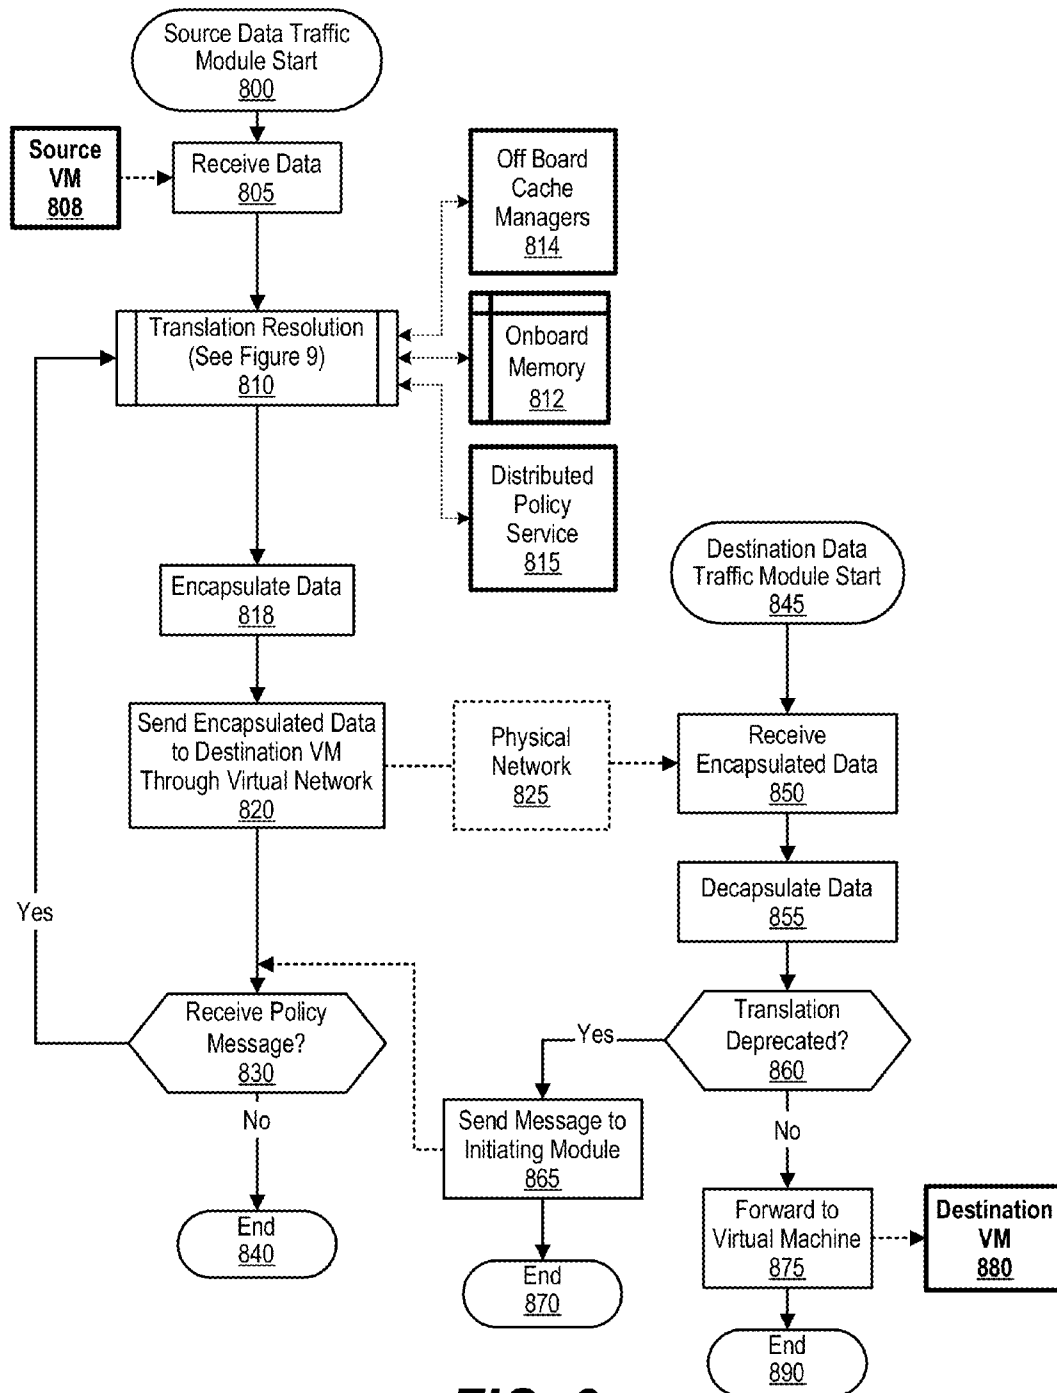 Source Data Traffic
Module Start
800
Source
VM
808
Receive Data
805
Off Board
Cache
Managers
814
Translation Resolution
(See Figure 9)
810
Onboard
Memory
812
Distributed
Policy
Service
815
Encapsulate Data
818
Destination Data
Traffic Module Start
845
Send Encapsulated Data
to Destination VM
Through Virtual Network
820
Physical
Network
825
Receive
Encapsulated Data
850
Decapsulate Data
855
Yes
Receive Policy
Message?
830
Translation
Deprecated?
860
Yes
No
Send Message to
Initiating Module
865
No
End
840
Forward to
Virtual Machine
875
Destination
VM
880
End
870
End
890